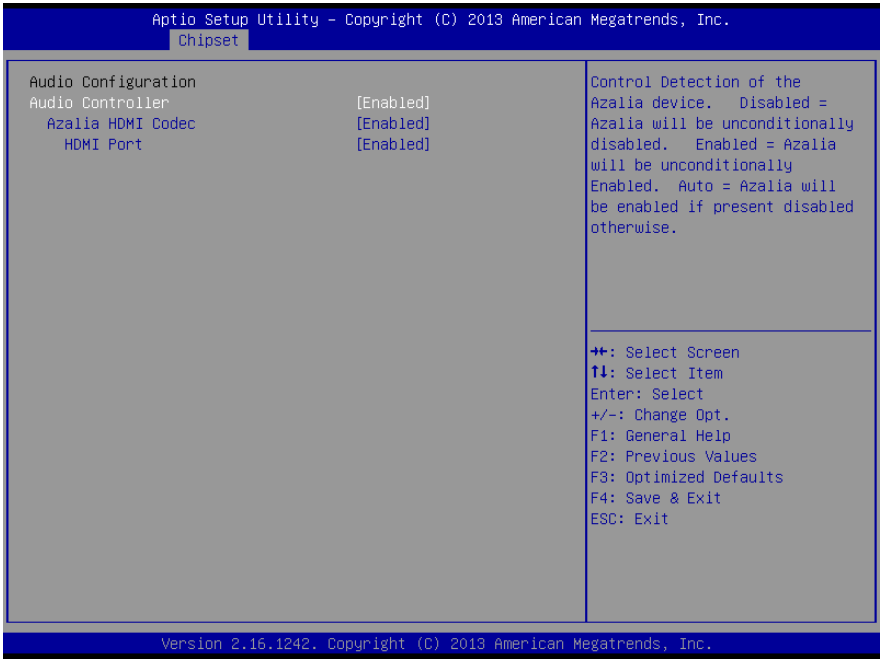 Aptio Setup Utility – Copyright (C) 2013 American Megatrends, Inc.
Chipset
Audio Configuration
Audio Controller [Enabled]
Azalia HDMI Codec [Enabled]
HDMI Port [Enabled]
Control Detection of the
Azalia device. Disabled =
Azalia will be unconditionally
disabled. Enabled = Azalia
will be unconditionally
Enabled. Auto = Azalia will
be enabled if present disabled
otherwise.
→←: Select Screen
↑↓: Select Item
Enter: Select
+/-: Change Opt.
F1: General Help
F2: Previous Values
F3: Optimized Defaults
F4: Save & Exit
ESC: Exit
Version 2.16.1242. Copyright (C) 2013 American Megatrends, Inc.